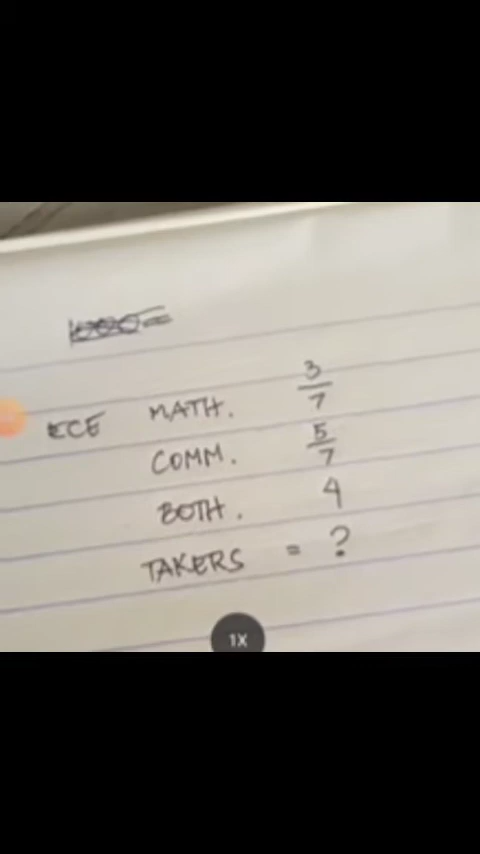 ECE MATH. 3/7
COMM. 5/7
BOTH. 4
TAKERS = ?
1X